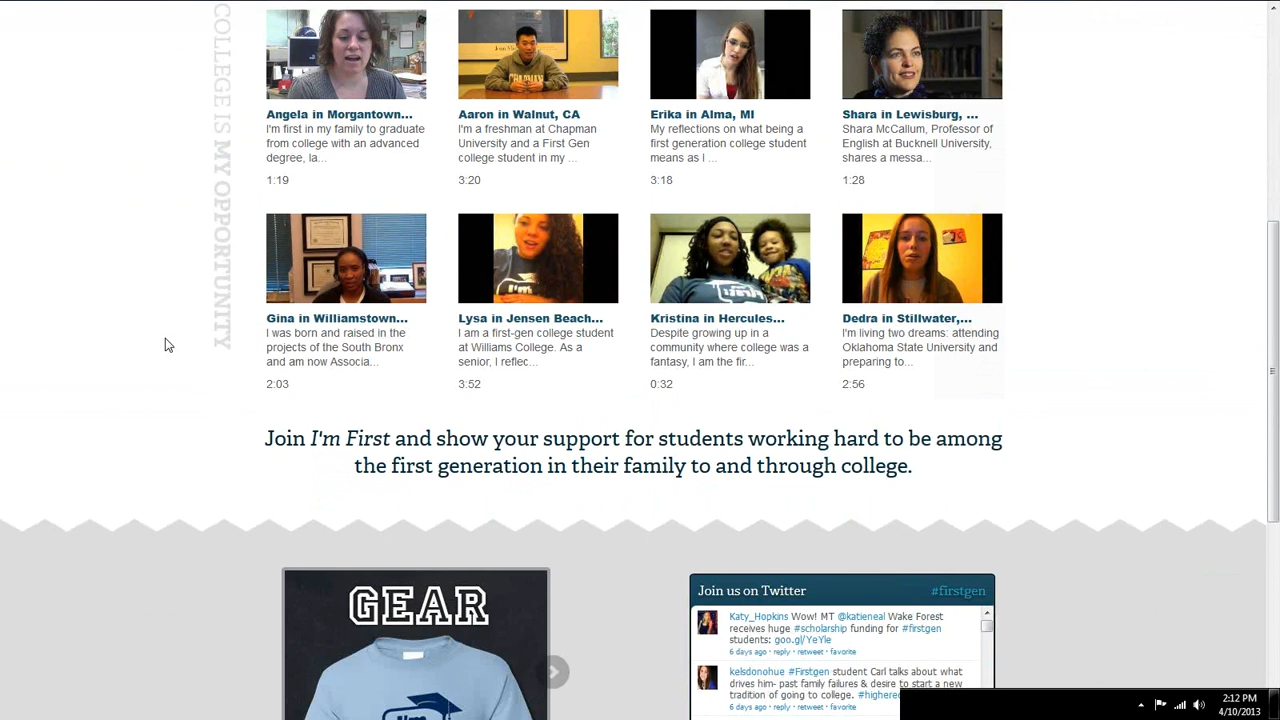 COLLEGE IS MY OPPORTUNITY
Angela in Morgantown...
I'm first in my family to graduate
from college with an advanced
degree, la...
1:19
Aaron in Walnut, CA
I'm a freshman at Chapman
University and a First Gen
college student in my ...
3:20
Erika in Alma, MI
My reflections on what being a
first generation college student
means as I ...
3:18
Shara in Lewisburg, ...
Shara McCallum, Professor of
English at Bucknell University,
shares a messa...
1:28
Gina in Williamstown...
I was born and raised in the
projects of the South Bronx
and am now Associa...
2:03
Lysa in Jensen Beach...
I am a first-gen college student
at Williams College. As a
senior, I reflec...
3:52
Kristina in Hercules...
Despite growing up in a
community where college was a
fantasy, I am the fir...
0:32
Dedra in Stillwater,...
I'm living two dreams: attending
Oklahoma State University and
preparing to...
2:56
Join I'm First and show your support for students working hard to be among
the first generation in their family to and through college.
GEAR
I'm
Join us on Twitter #firstgen
Katy_Hopkins Wow! MT @katieneal Wake Forest
receives huge #scholarship funding for #firstgen
students: goo.gl/YeYle
6 days ago · reply · retweet · favorite
kelsdonohue #Firstgen student Carl talks about what
drives him- past family failures & desire to start a new
tradition of going to college. #highere
6 days ago · reply · retweet · favorite
2:12 PM
4/10/2013